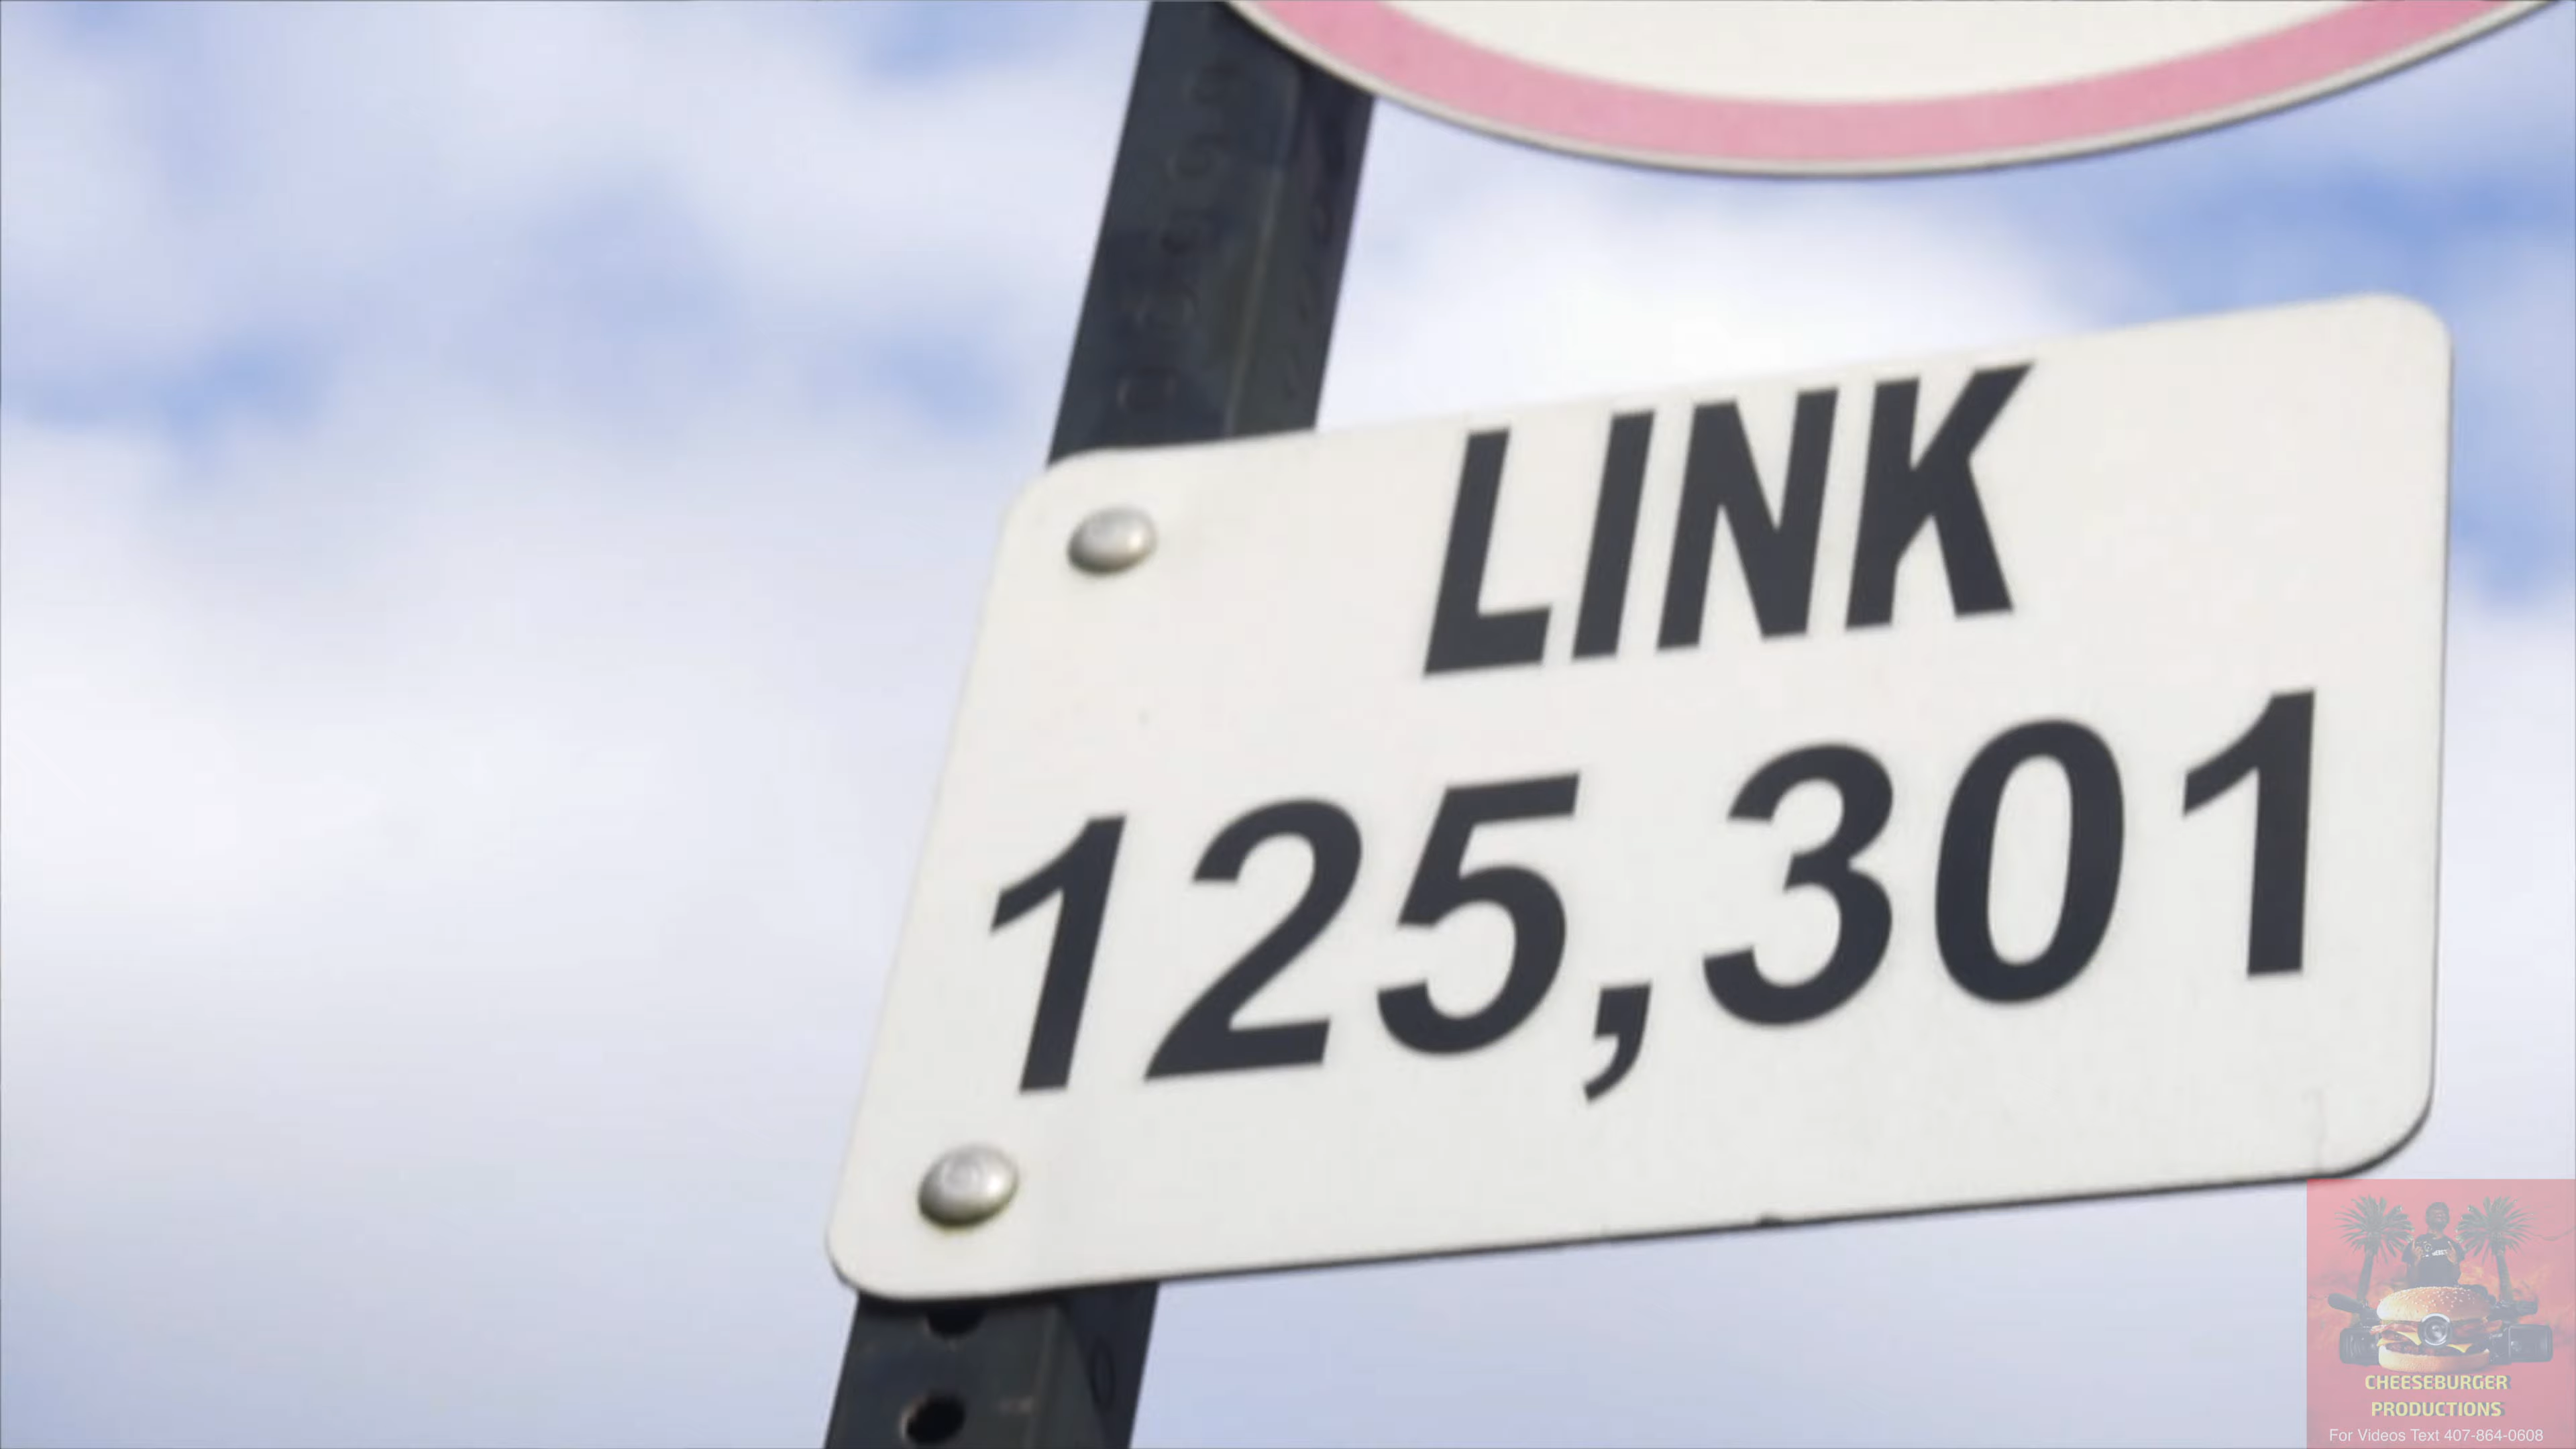 LINK
125,301
CHEESEBURGER
PRODUCTIONS
For Videos Text 407-864-0608